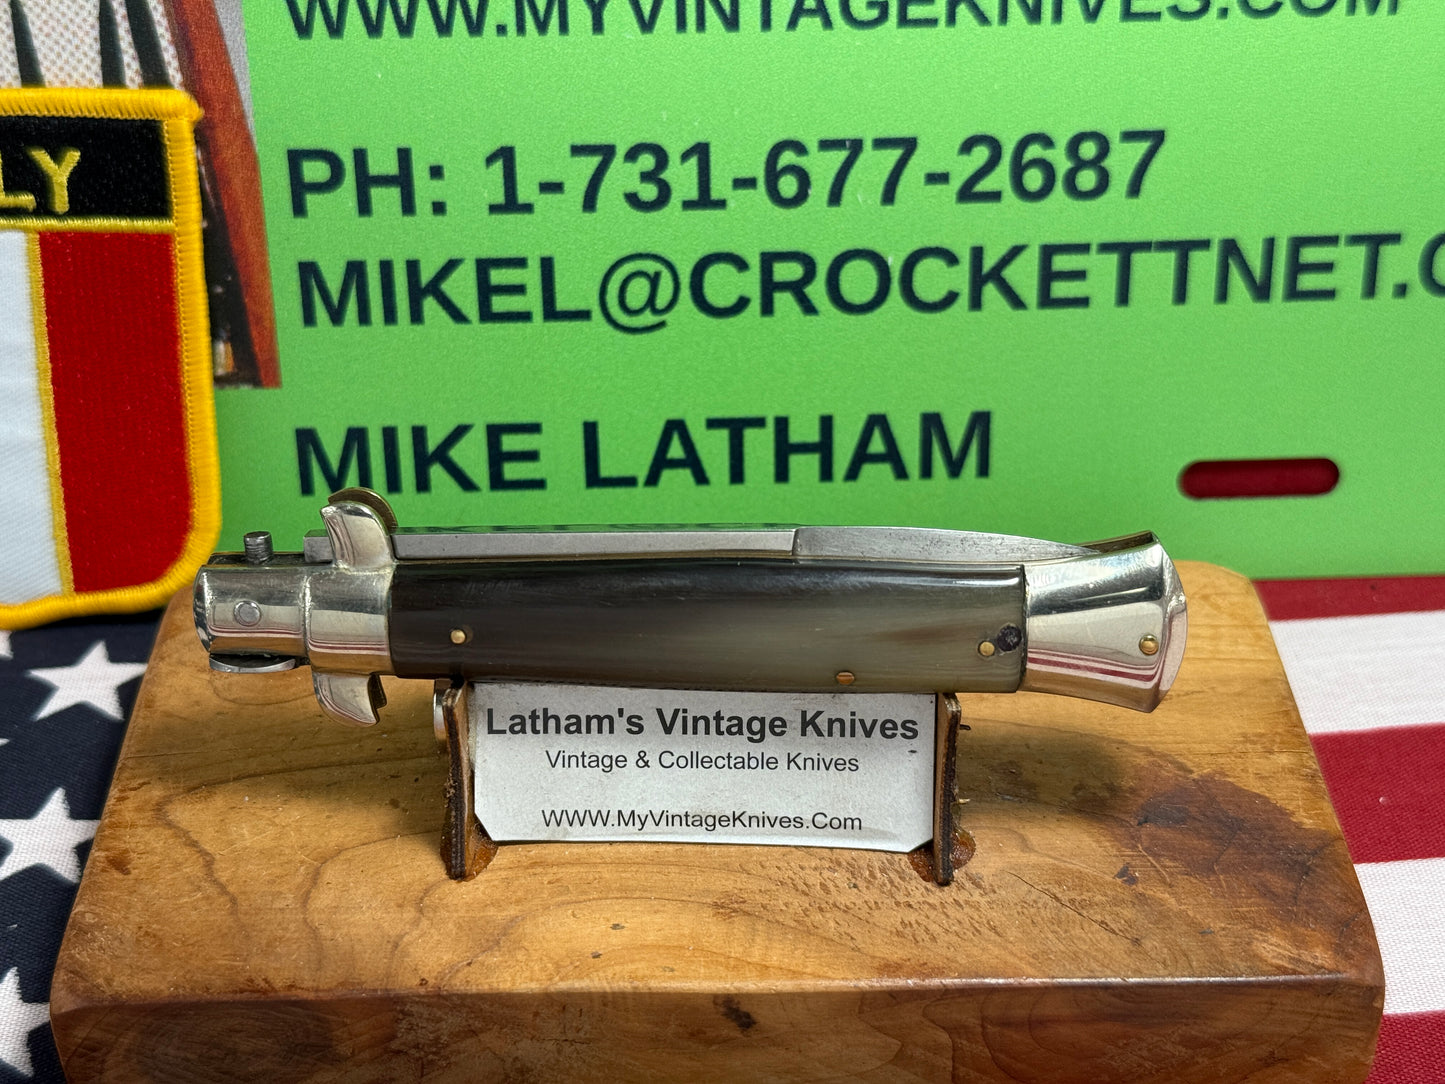 WWW.MYVINTAGEKNIVES.COM
PH: 1-731-677-2687
MIKEL@CROCKETTNET.C
MIKE LATHAM
LY
Latham's Vintage Knives
Vintage & Collectable Knives
WWW.MyVintageKnives.Com